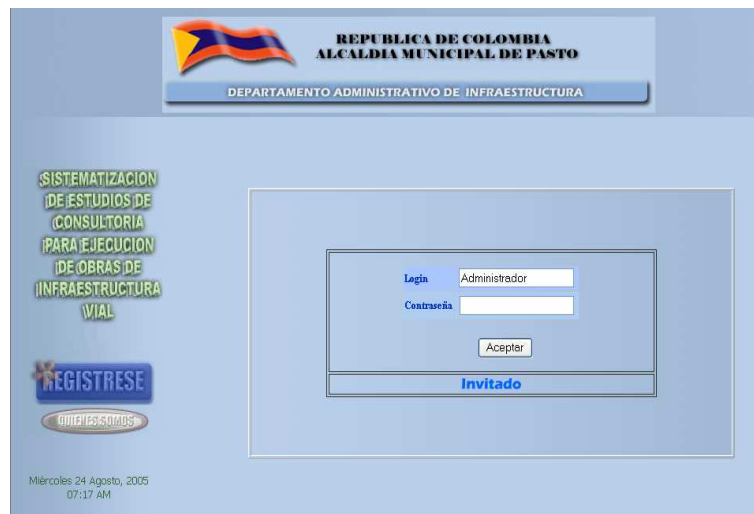 REPUBLICA DE COLOMBIA
ALCALDIA MUNICIPAL DE PASTO
DEPARTAMENTO ADMINISTRATIVO DE INFRAESTRUCTURA
SISTEMATIZACION
DE ESTUDIOS DE
CONSULTORIA
PARA EJECUCION
DE OBRAS DE
INFRAESTRUCTURA
VIAL
REGISTRESE
QUIENES SOMOS
Miércoles 24 Agosto, 2005
07:17 AM
Login Administrador
Contraseña
Aceptar
Invitado